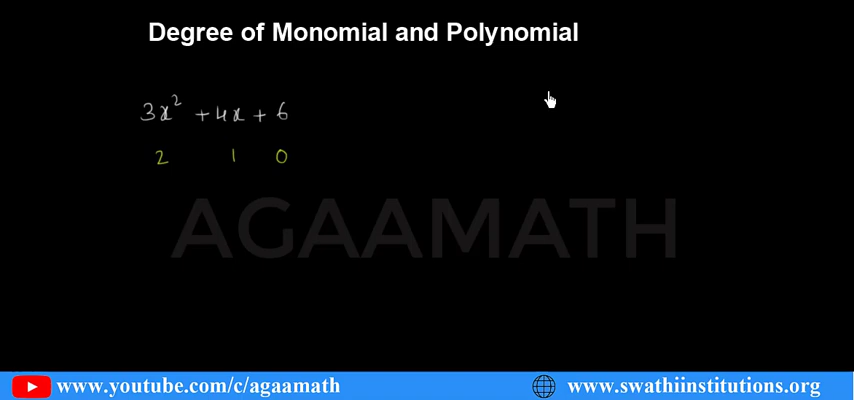 Degree of Monomial and Polynomial
3x² + 4x + 6
2 1 0
AGAAMATH
www.youtube.com/c/agaamath www.swathiinstitutions.org